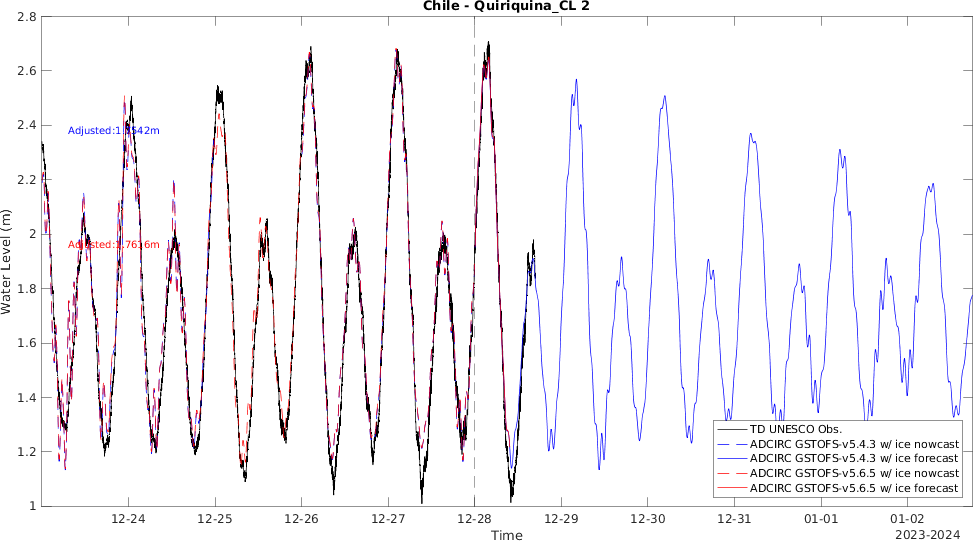 Chile - Quiriquina_CL 2
2.8
2.6
2.4
2.2
2
1.8
1.6
1.4
1.2
1
Water Level (m)
Adjusted:
Adjusted:
TD UNESCO Obs.
ADCIRC GSTOFS-v5.4.3 w/ ice nowcast
ADCIRC GSTOFS-v5.4.3 w/ ice forecast
ADCIRC GSTOFS-v5.6.5 w/ ice nowcast
ADCIRC GSTOFS-v5.6.5 w/ ice forecast
12-24
12-25
12-26
12-27
12-28
12-29
12-30
12-31
01-01
01-02
Time
2023-2024